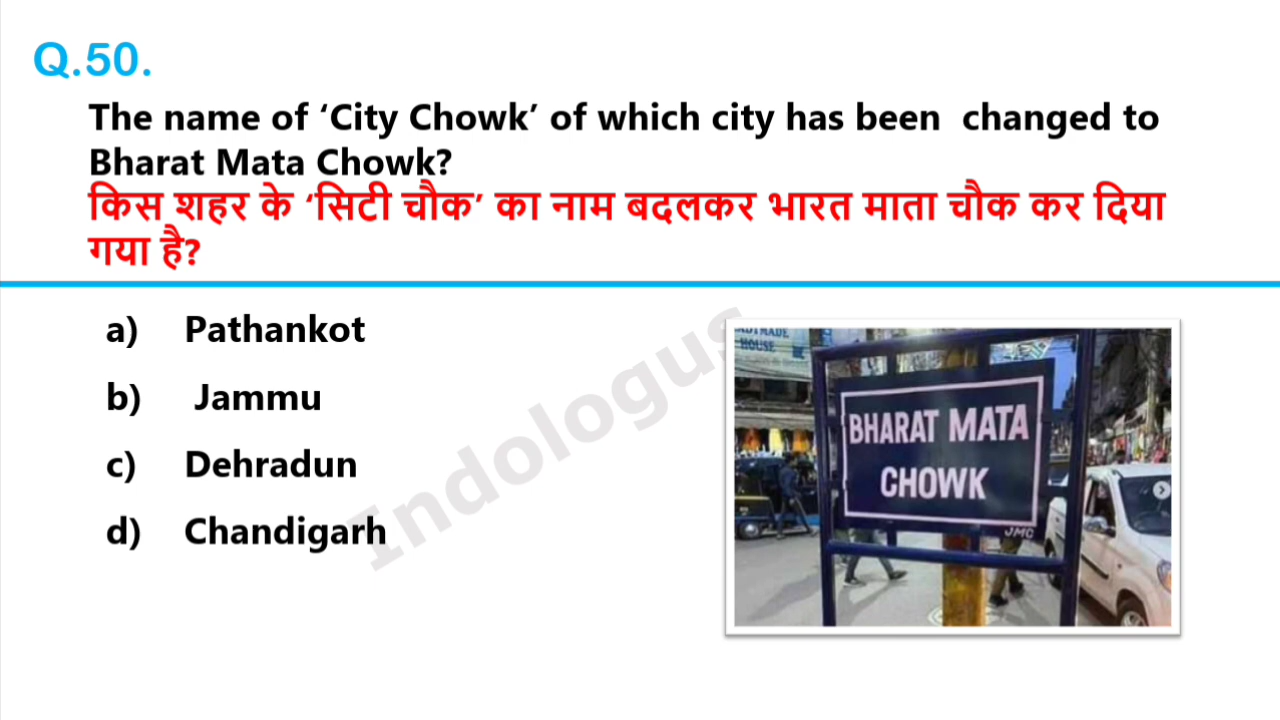 Q.50.
The name of ‘City Chowk’ of which city has been changed to
Bharat Mata Chowk?
किस शहर के ‘सिटी चौक’ का नाम बदलकर भारत माता चौक कर दिया
गया है?
a) Pathankot
b) Jammu
c) Dehradun
d) Chandigarh
Indologus
HOUSE
BHARAT MATA
CHOWK
JMC